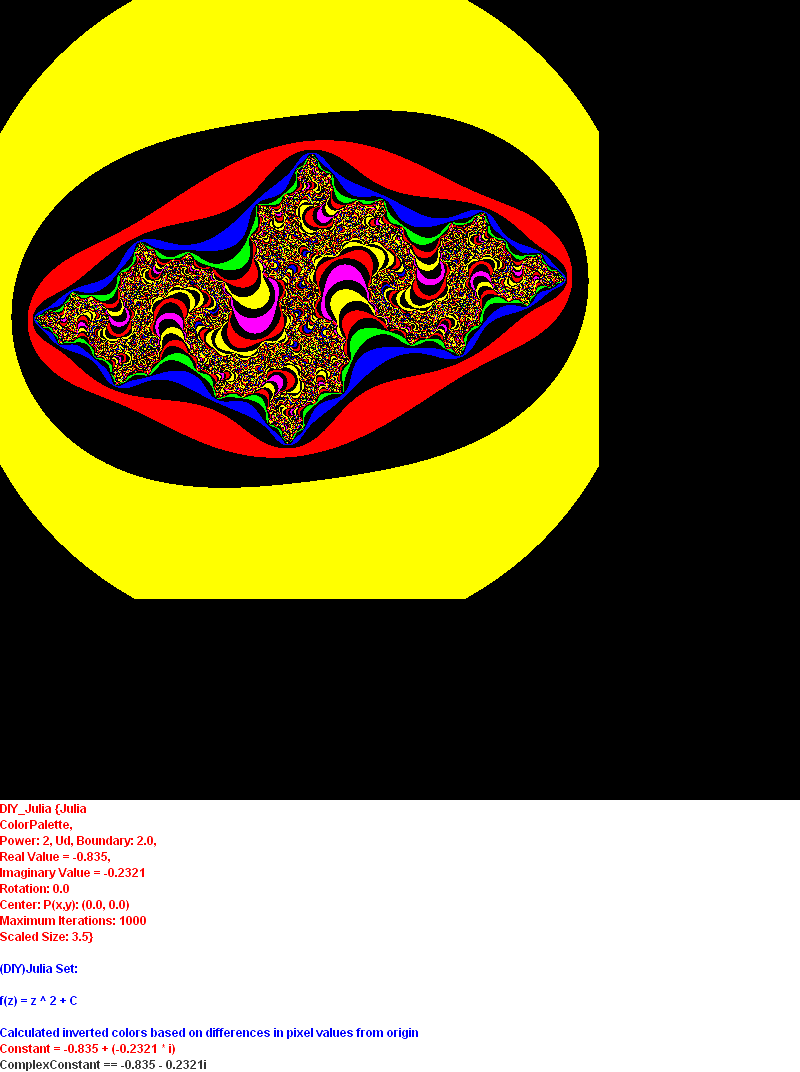 DIY_Julia {Julia
ColorPalette,
Power: 2, Ud, Boundary: 2.0,
Real Value = -0.835,
Imaginary Value = -0.2321
Rotation: 0.0
Center: P(x,y): (0.0, 0.0)
Maximum Iterations: 1000
Scaled Size: 3.5}
(DIY)Julia Set:
f(z) = z ^ 2 + C
Calculated inverted colors based on differences in pixel values from origin
Constant = -0.835 + (-0.2321 * i)
ComplexConstant == -0.835 - 0.2321i